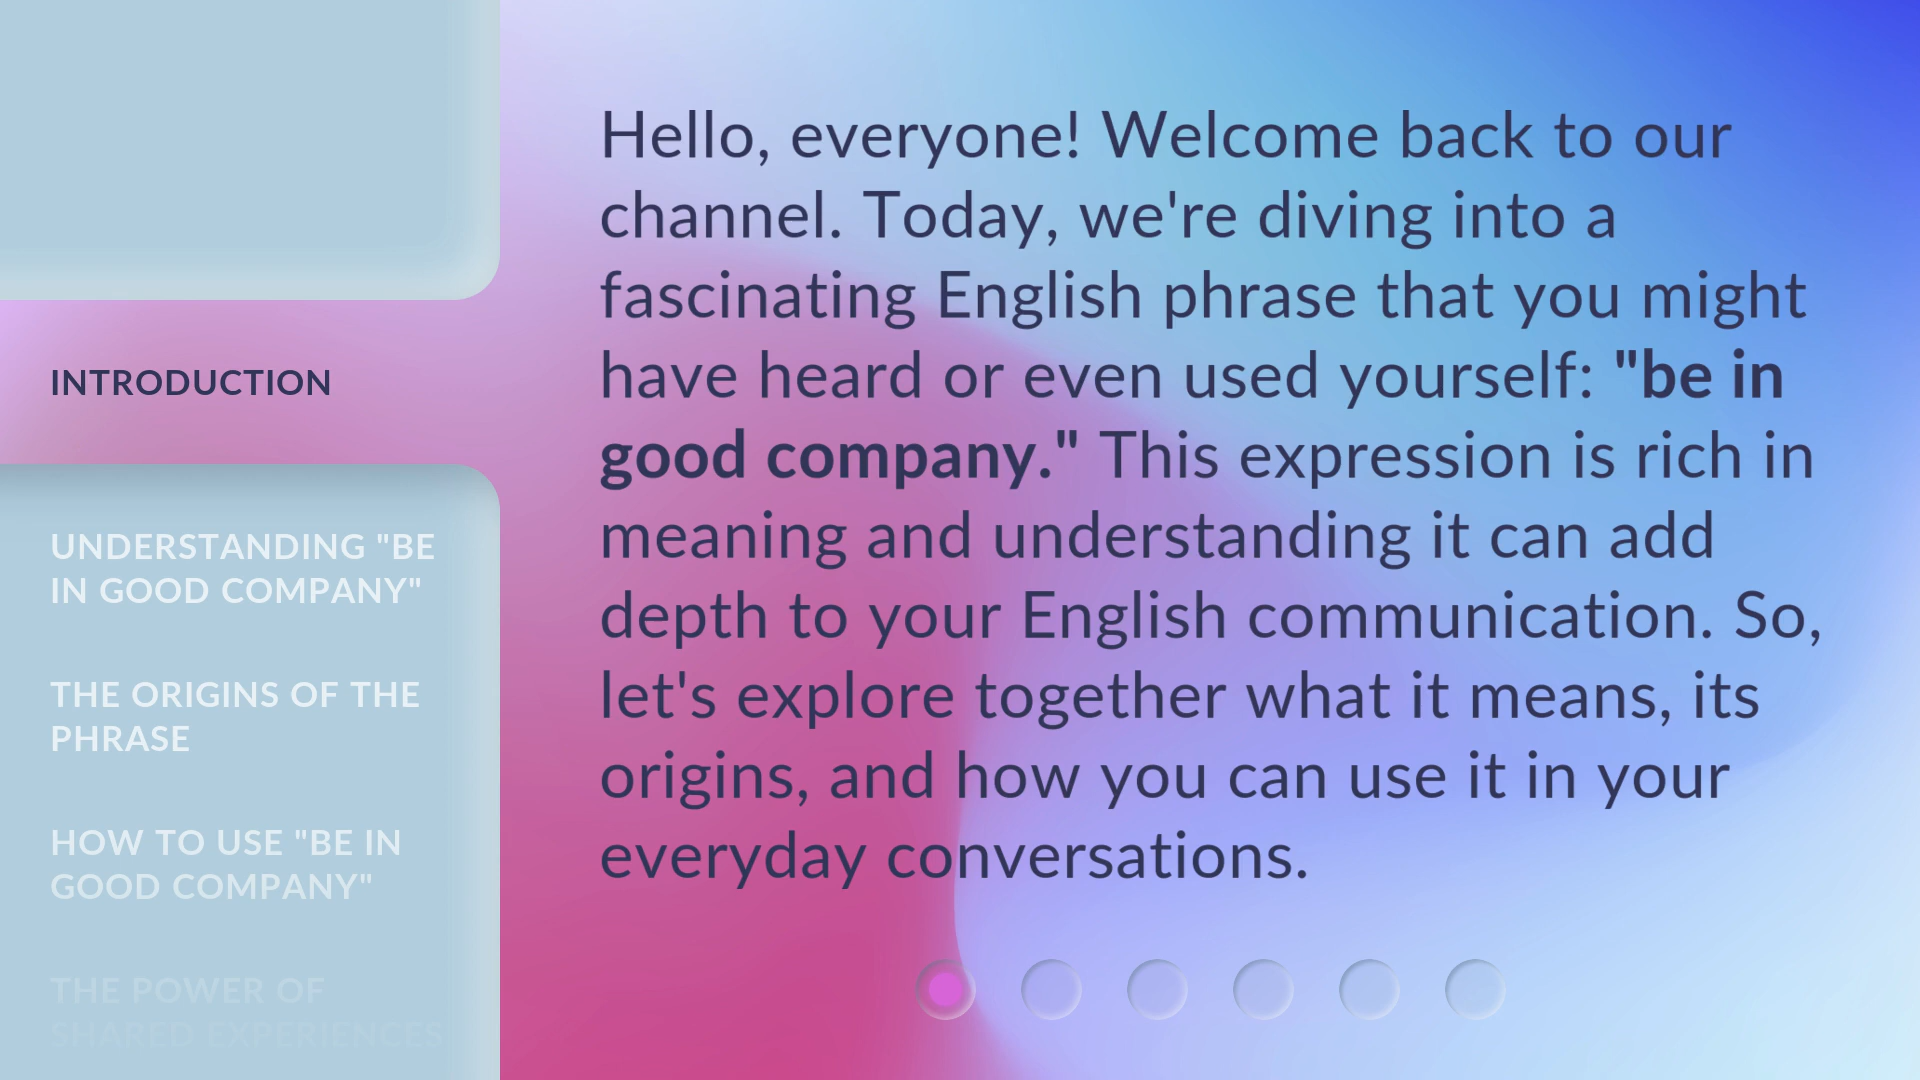 INTRODUCTION
UNDERSTANDING "BE
IN GOOD COMPANY"
THE ORIGINS OF THE
PHRASE
HOW TO USE "BE IN
GOOD COMPANY"
THE POWER OF
SHARED EXPERIENCES
Hello, everyone! Welcome back to our
channel. Today, we're diving into a
fascinating English phrase that you might
have heard or even used yourself: "be in
good company." This expression is rich in
meaning and understanding it can add
depth to your English communication. So,
let's explore together what it means, its
origins, and how you can use it in your
everyday conversations.